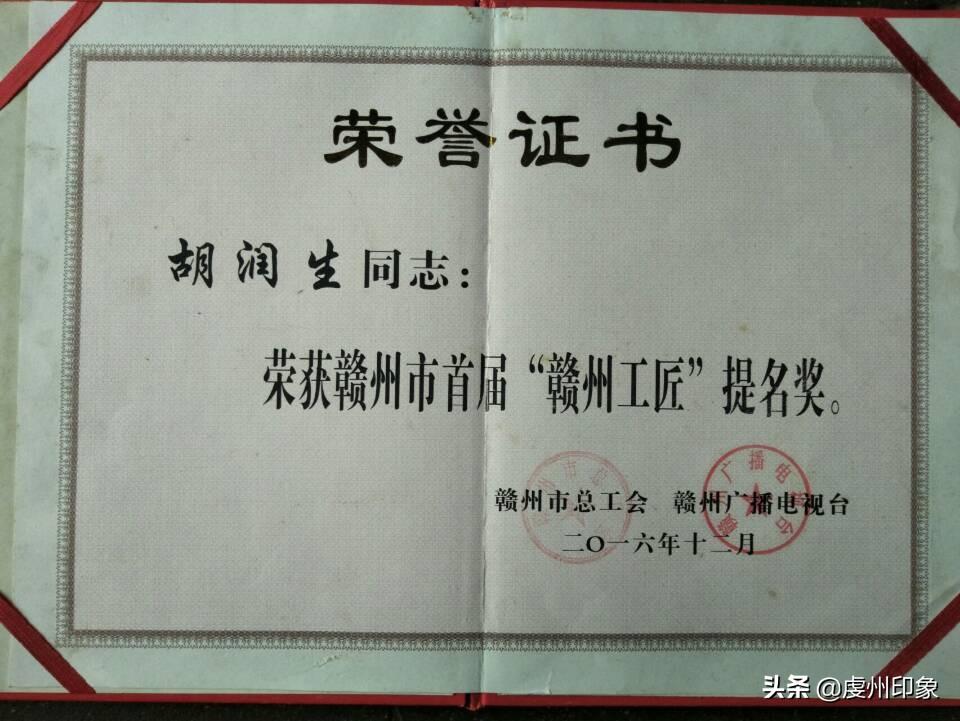 荣誉证书
胡润生同志：
荣获赣州市首届“赣州工匠”提名奖。
赣州市总工会 赣州广播电视台
二〇一六年十二月
头条 @虔州印象